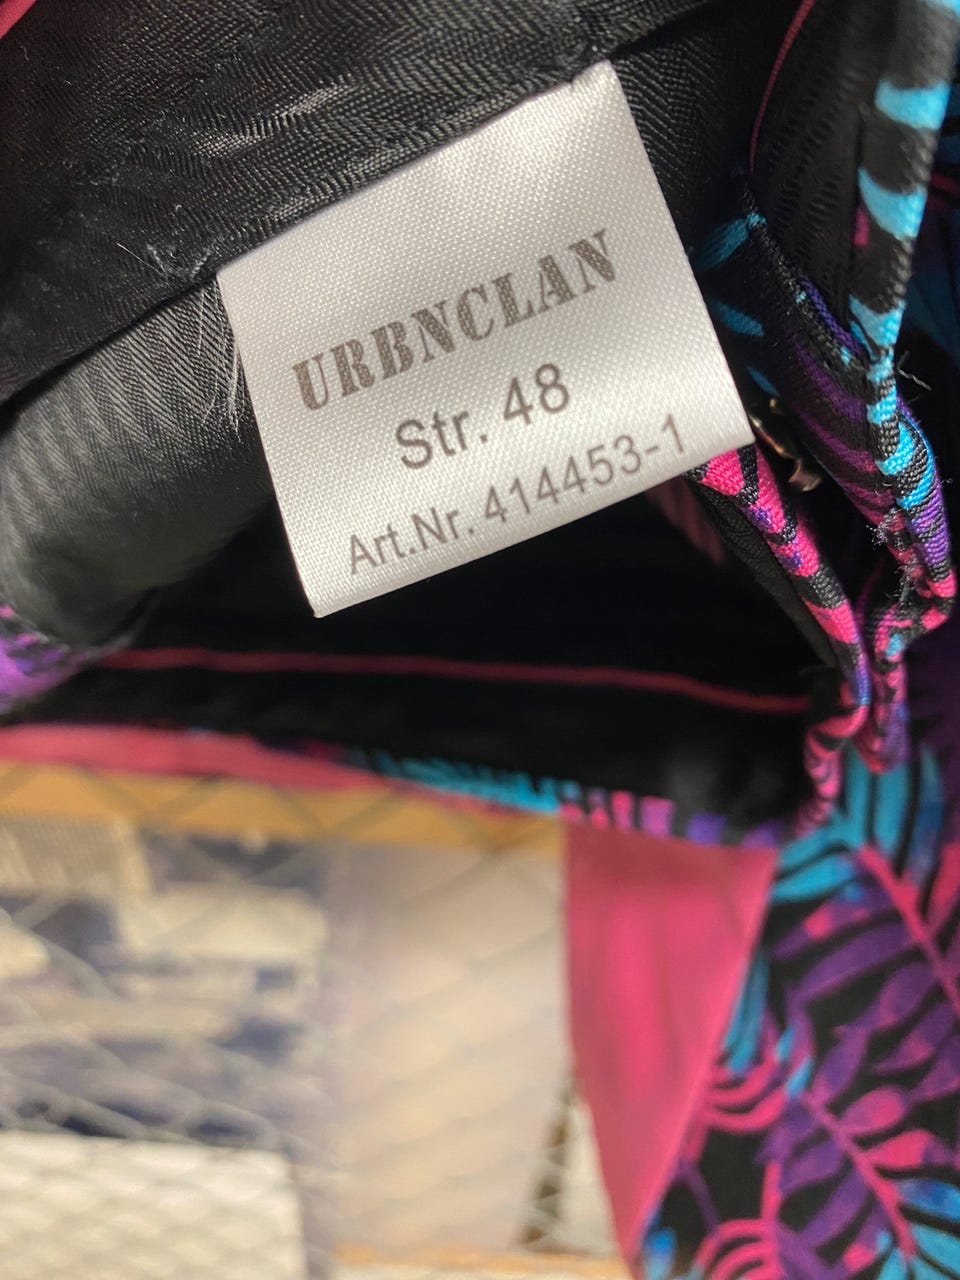 URBNCLAN
Str. 48
Art.Nr. 414453-1